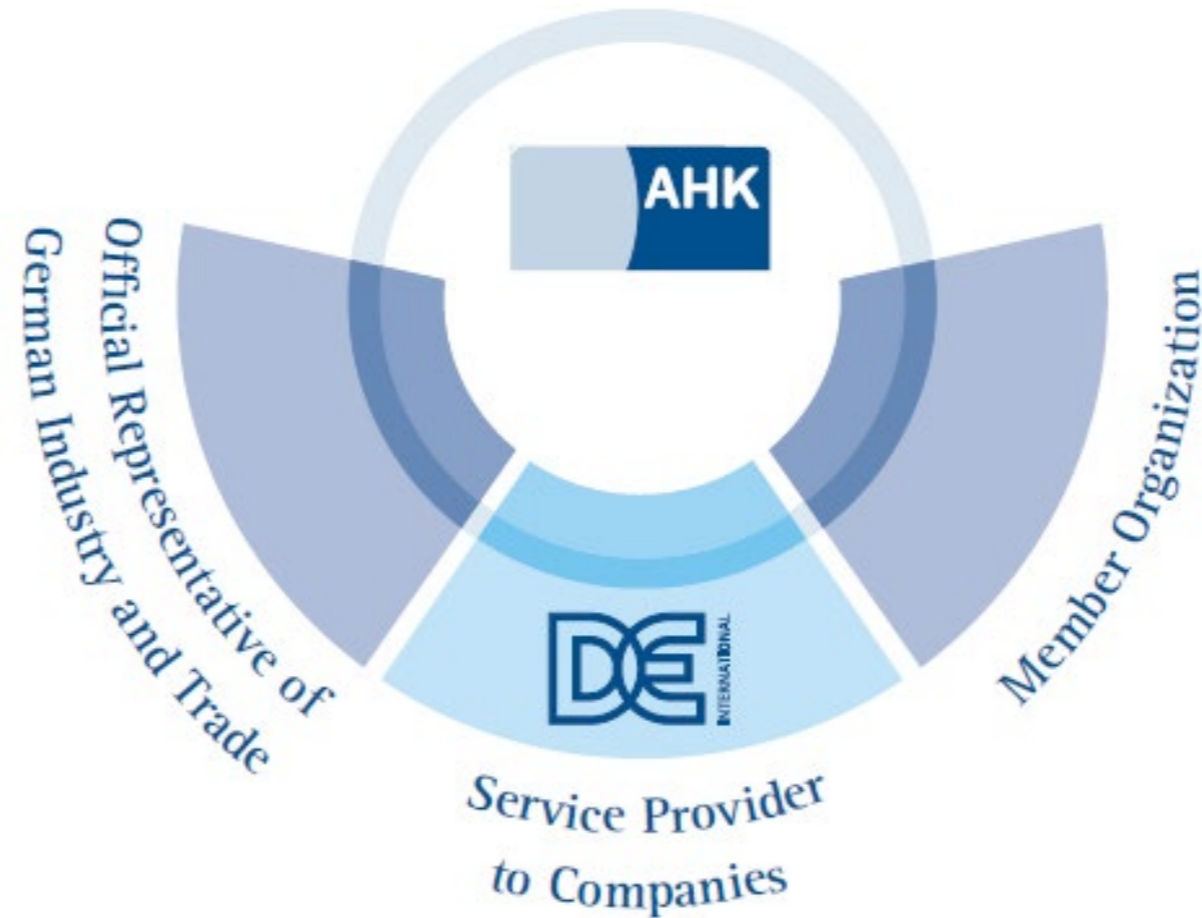 AHK
Official Representative of
German Industry and Trade
DE
INTERNATIONAL
Service Provider
to Companies
Member Organization